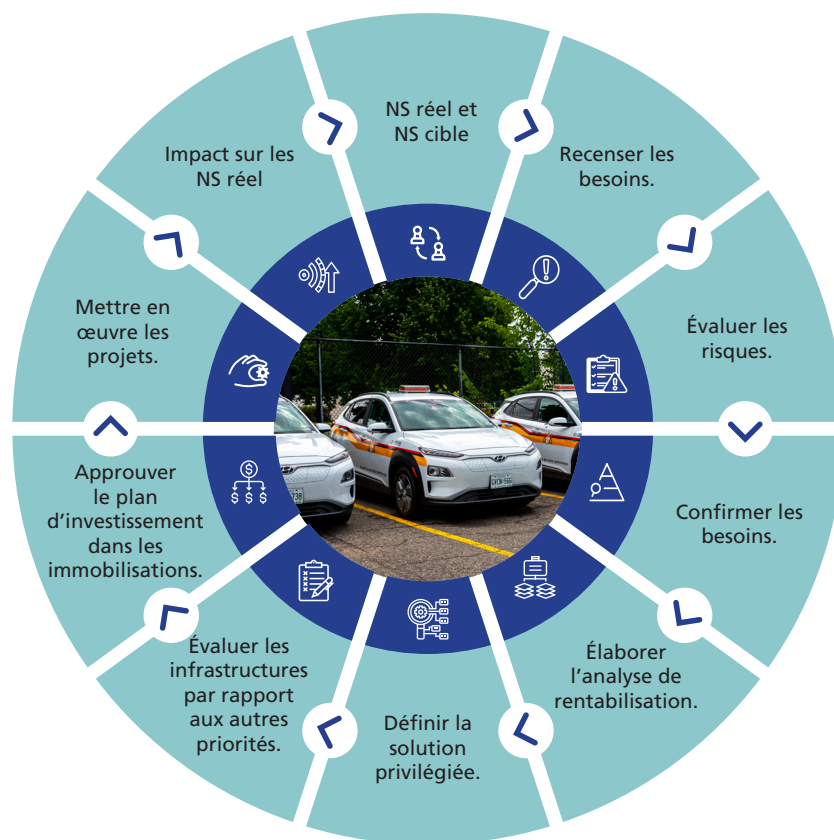 NS réel et
NS cible
Recenser les
besoins.
Évaluer les
risques.
Confirmer les
besoins.
Élaborer
l'analyse de
rentabilisation.
Définir la
solution
privilégiée.
Évaluer les
infrastructures
par rapport
aux autres
priorités.
Approuver
le plan
d'investissement
dans les
immobilisations.
Mettre en
œuvre les
projets.
Impact sur les
NS réel
$
$ $ $ $